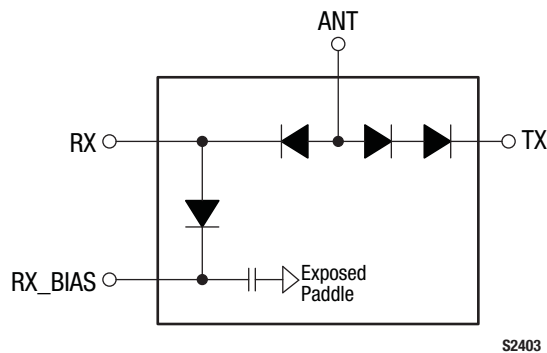 ANT
RX
TX
RX_BIAS
Exposed
Paddle
S2403